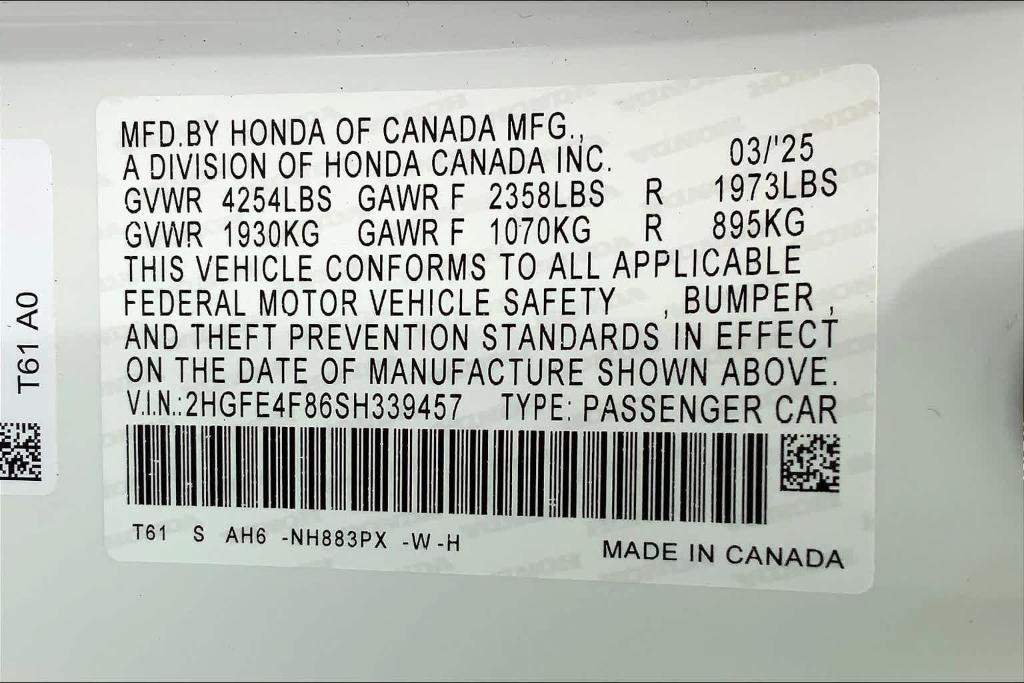 MFD.BY HONDA OF CANADA MFG.,
A DIVISION OF HONDA CANADA INC. 03/'25
GVWR 4254LBS GAWR F 2358LBS R 1973LBS
GVWR 1930KG GAWR F 1070KG R 895KG
THIS VEHICLE CONFORMS TO ALL APPLICABLE
FEDERAL MOTOR VEHICLE SAFETY , BUMPER ,
AND THEFT PREVENTION STANDARDS IN EFFECT
ON THE DATE OF MANUFACTURE SHOWN ABOVE.
V.I.N.:2HGFE4F86SH339457 TYPE: PASSENGER CAR
T61 S AH6 -NH883PX -W -H
MADE IN CANADA
T61 A0